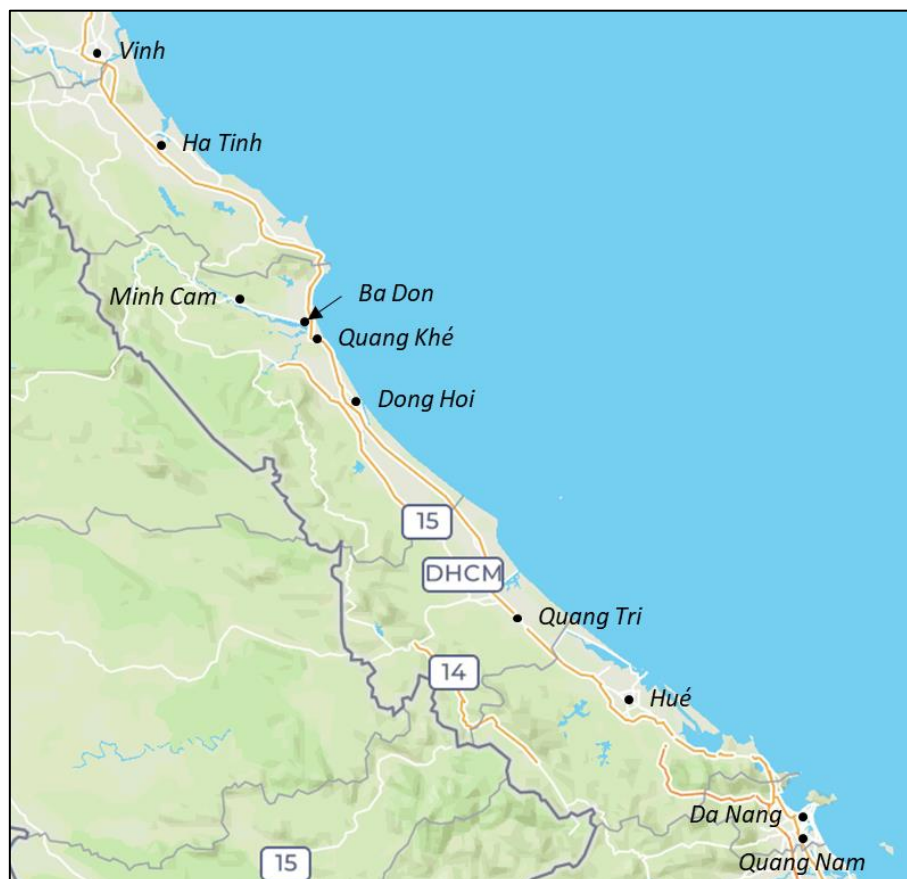 Vinh
Ha Tinh
Minh Cam
Ba Don
Quang Khé
Dong Hoi
15
DHCM
Quang Tri
14
Hué
Da Nang
Quang Nam
15